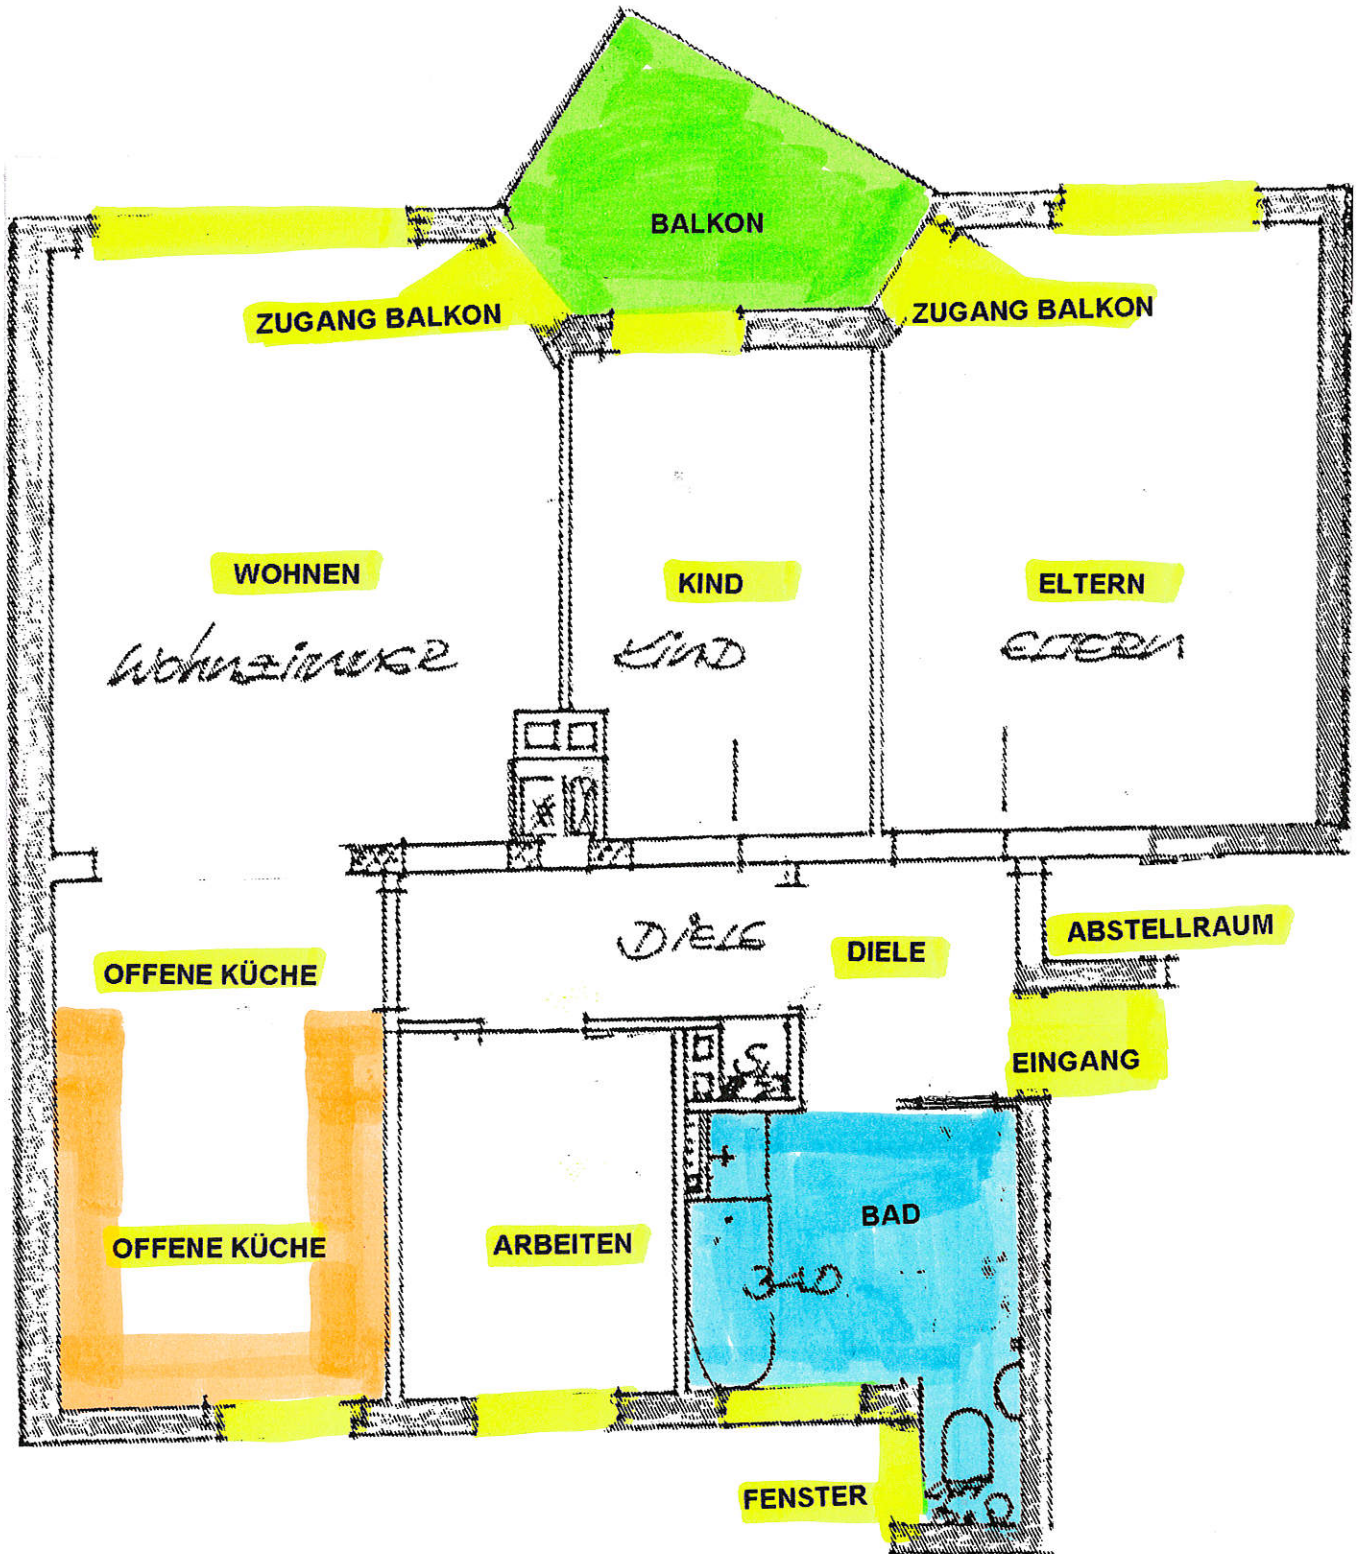 BALKON
ZUGANG BALKON
ZUGANG BALKON
WOHNEN
KIND
ELTERN
Wohnzimmer
KIND
ELTERN
DIELE
DIELE
ABSTELLRAUM
OFFENE KÜCHE
EINGANG
BAD
OFFENE KÜCHE
ARBEITEN
FENSTER